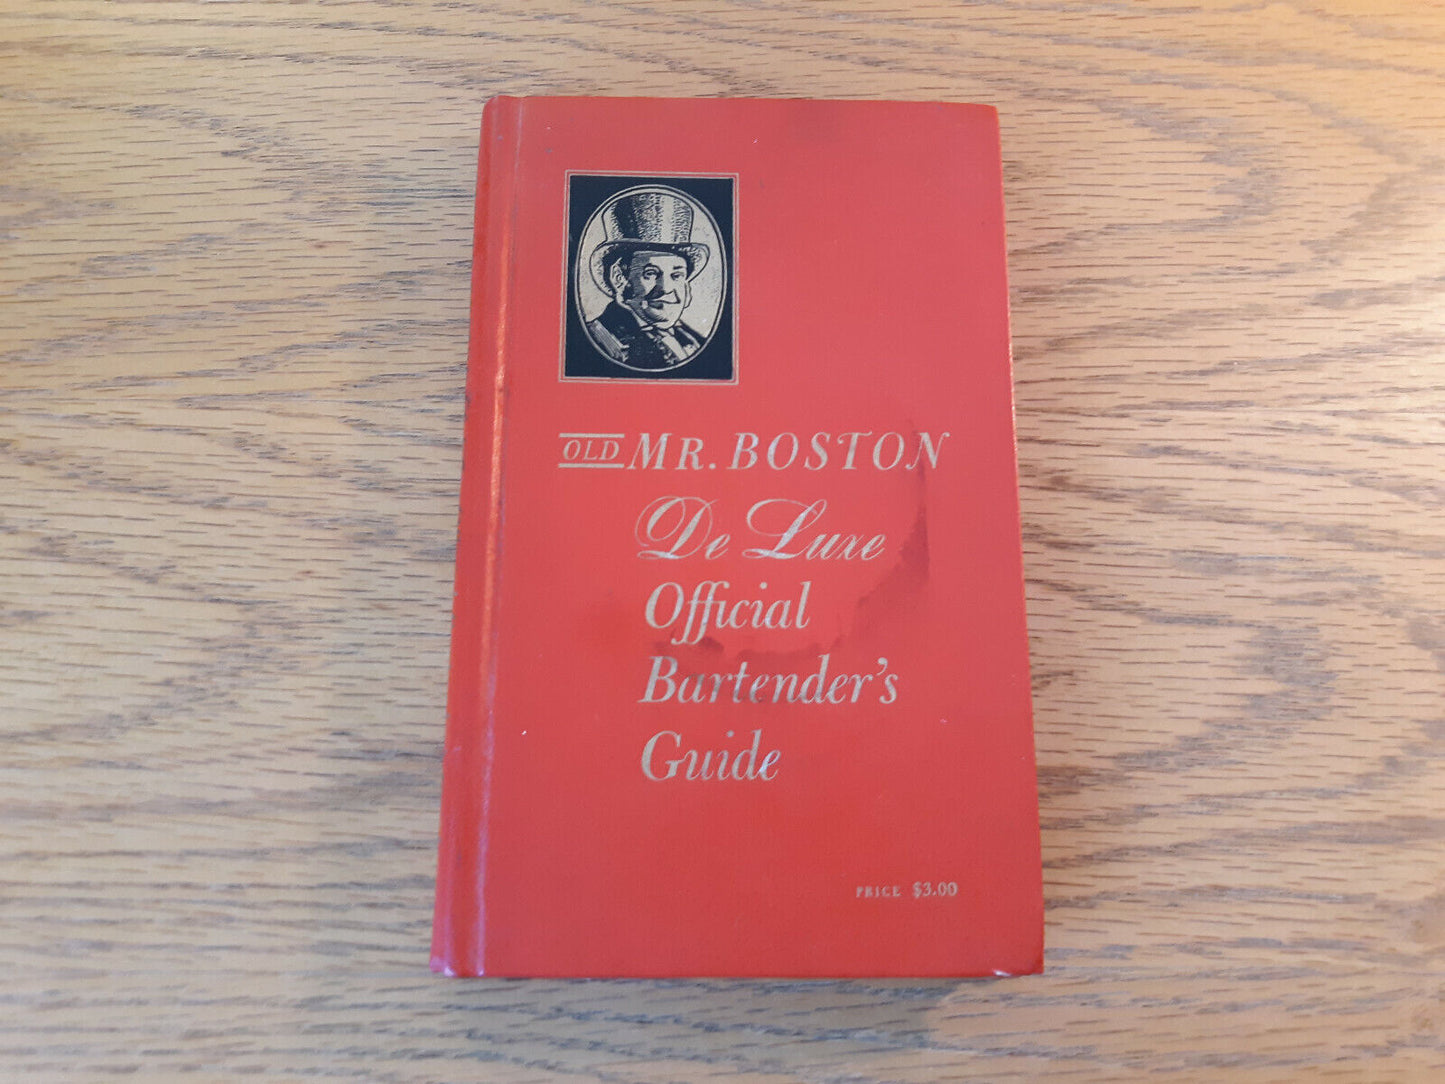 OLD MR. BOSTON
De Luxe
Official
Bartender's
Guide
PRICE $3.00